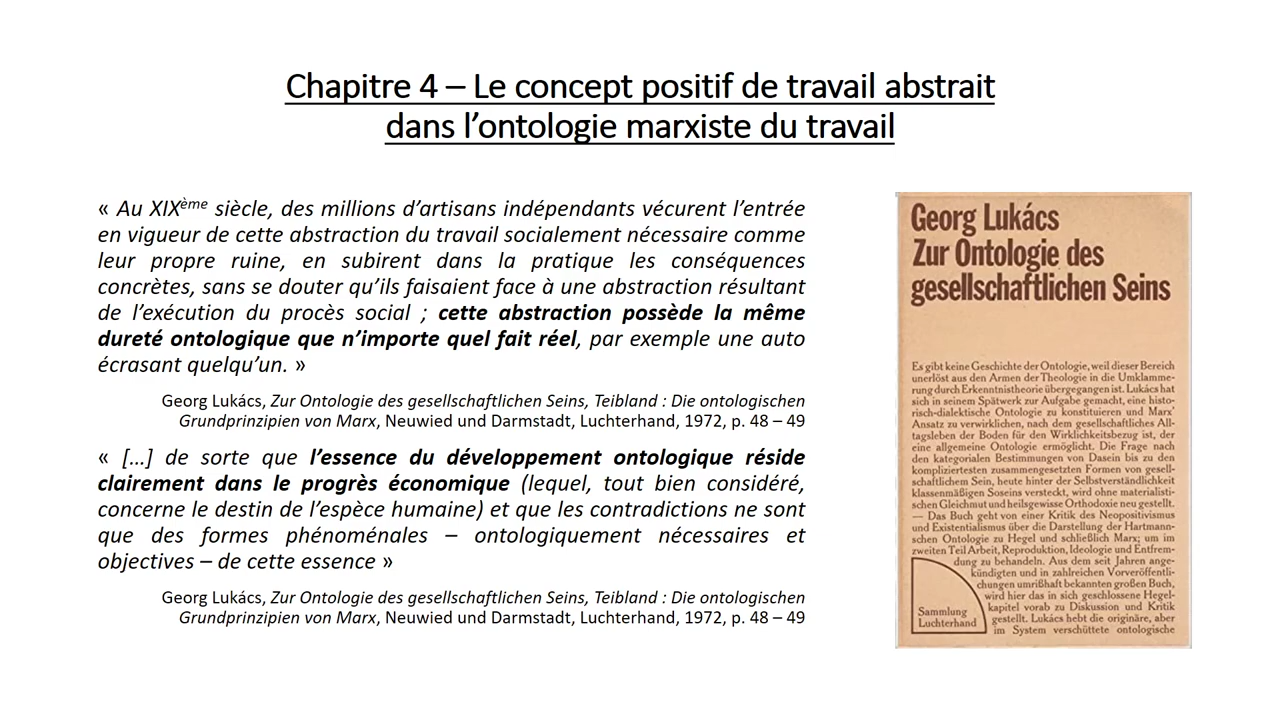 Chapitre 4 – Le concept positif de travail abstrait
dans l’ontologie marxiste du travail
« Au XIXème siècle, des millions d’artisans indépendants vécurent l’entrée
en vigueur de cette abstraction du travail socialement nécessaire comme
leur propre ruine, en subirent dans la pratique les conséquences
concrètes, sans se douter qu’ils faisaient face à une abstraction résultant
de l’exécution du procès social ; cette abstraction possède la même
dureté ontologique que n’importe quel fait réel, par exemple une auto
écrasant quelqu’un. »
Georg Lukács, Zur Ontologie des gesellschaftlichen Seins, Teibland : Die ontologischen
Grundprinzipien von Marx, Neuwied und Darmstadt, Luchterhand, 1972, p. 48 – 49
« […] de sorte que l’essence du développement ontologique réside
clairement dans le progrès économique (lequel, tout bien considéré,
concerne le destin de l’espèce humaine) et que les contradictions ne sont
que des formes phénoménales – ontologiquement nécessaires et
objectives – de cette essence »
Georg Lukács, Zur Ontologie des gesellschaftlichen Seins, Teibland : Die ontologischen
Grundprinzipien von Marx, Neuwied und Darmstadt, Luchterhand, 1972, p. 48 – 49
Georg Lukács
Zur Ontologie des
gesellschaftlichen Seins
Es gibt keine Geschichte der Ontologie, weil dieser Bereich
unerlöst aus den Armen der Theologie in die Umklamme-
rung durch Erkenntnistheorie übergegangen ist. Lukács hat
sich in seinem Spätwerk zur Aufgabe gemacht, eine histo-
risch-dialektische Ontologie zu konstituieren und Marx'
Ansatz zu verwirklichen, nach dem gesellschaftliches All-
tagsleben der Boden für den Wirklichkeitsbezug ist, der
eine allgemeine Ontologie ermöglicht. Die Frage nach
den kategorialen Bestimmungen von Dasein bis zu den
kompliziertesten zusammengesetzten Formen von gesell-
schaftlichem Sein, heute hinter der Selbstverständlichkeit
klassenmäßigen Soseins versteckt, wird ohne materialisti-
schen Gleichmut und heilsgewisse Orthodoxie neu gestellt.
— Das Buch geht von einer Kritik des Neopositivismus
und Existentialismus über die Darstellung der Hartmann-
schen Ontologie zu Hegel und schließlich Marx; um im
zweiten Teil Arbeit, Reproduktion, Ideologie und Entfrem-
dung zu behandeln. Aus dem seit Jahren ange-
kündigten und in zahlreichen Vorveröffentli-
chungen umrißhaft bekannten großen Buch,
wird hier das in sich geschlossene Hegel-
kapitel vorab zu Diskussion und Kritik
gestellt. Lukács hebt die originäre, aber
im System verschüttete ontologische
Sammlung
Luchterhand